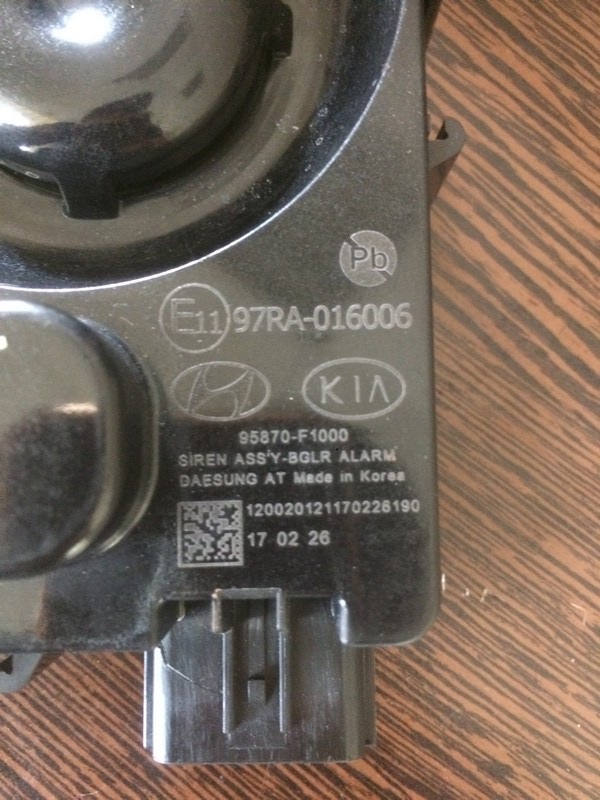 Pb
E11 97RA-016006
KIA
95870-F1000
SIREN ASS'Y-BGLR ALARM
DAESUNG AT Made in Korea
120020121170226190
17 02 26